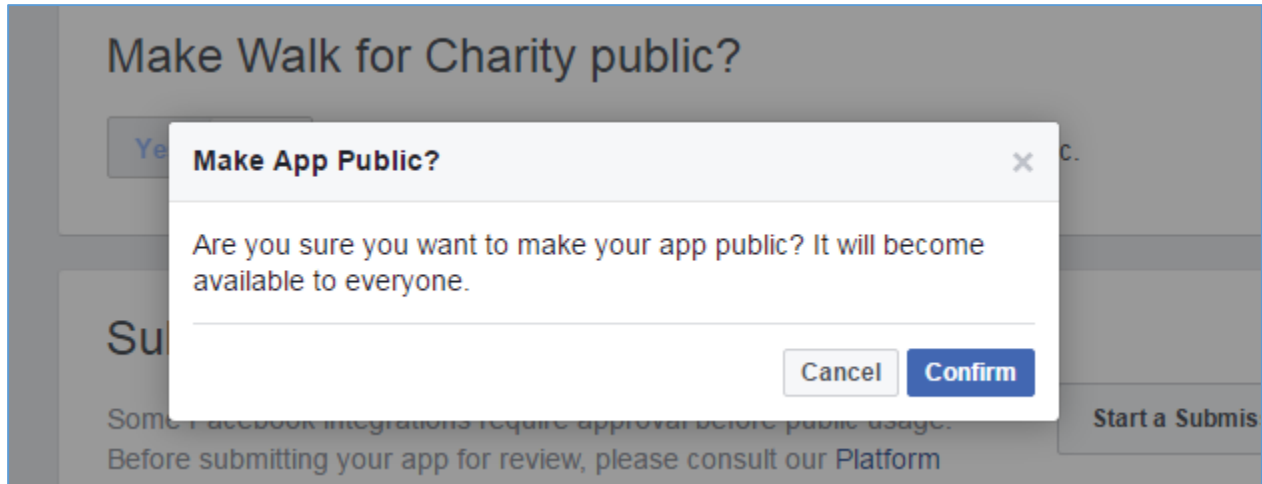 Make Walk for Charity public?
Make App Public?
Are you sure you want to make your app public? It will become
available to everyone.
Cancel Confirm
Some Facebook integrations require approval before public usage.
Start a Submis
Before submitting your app for review, please consult our Platform